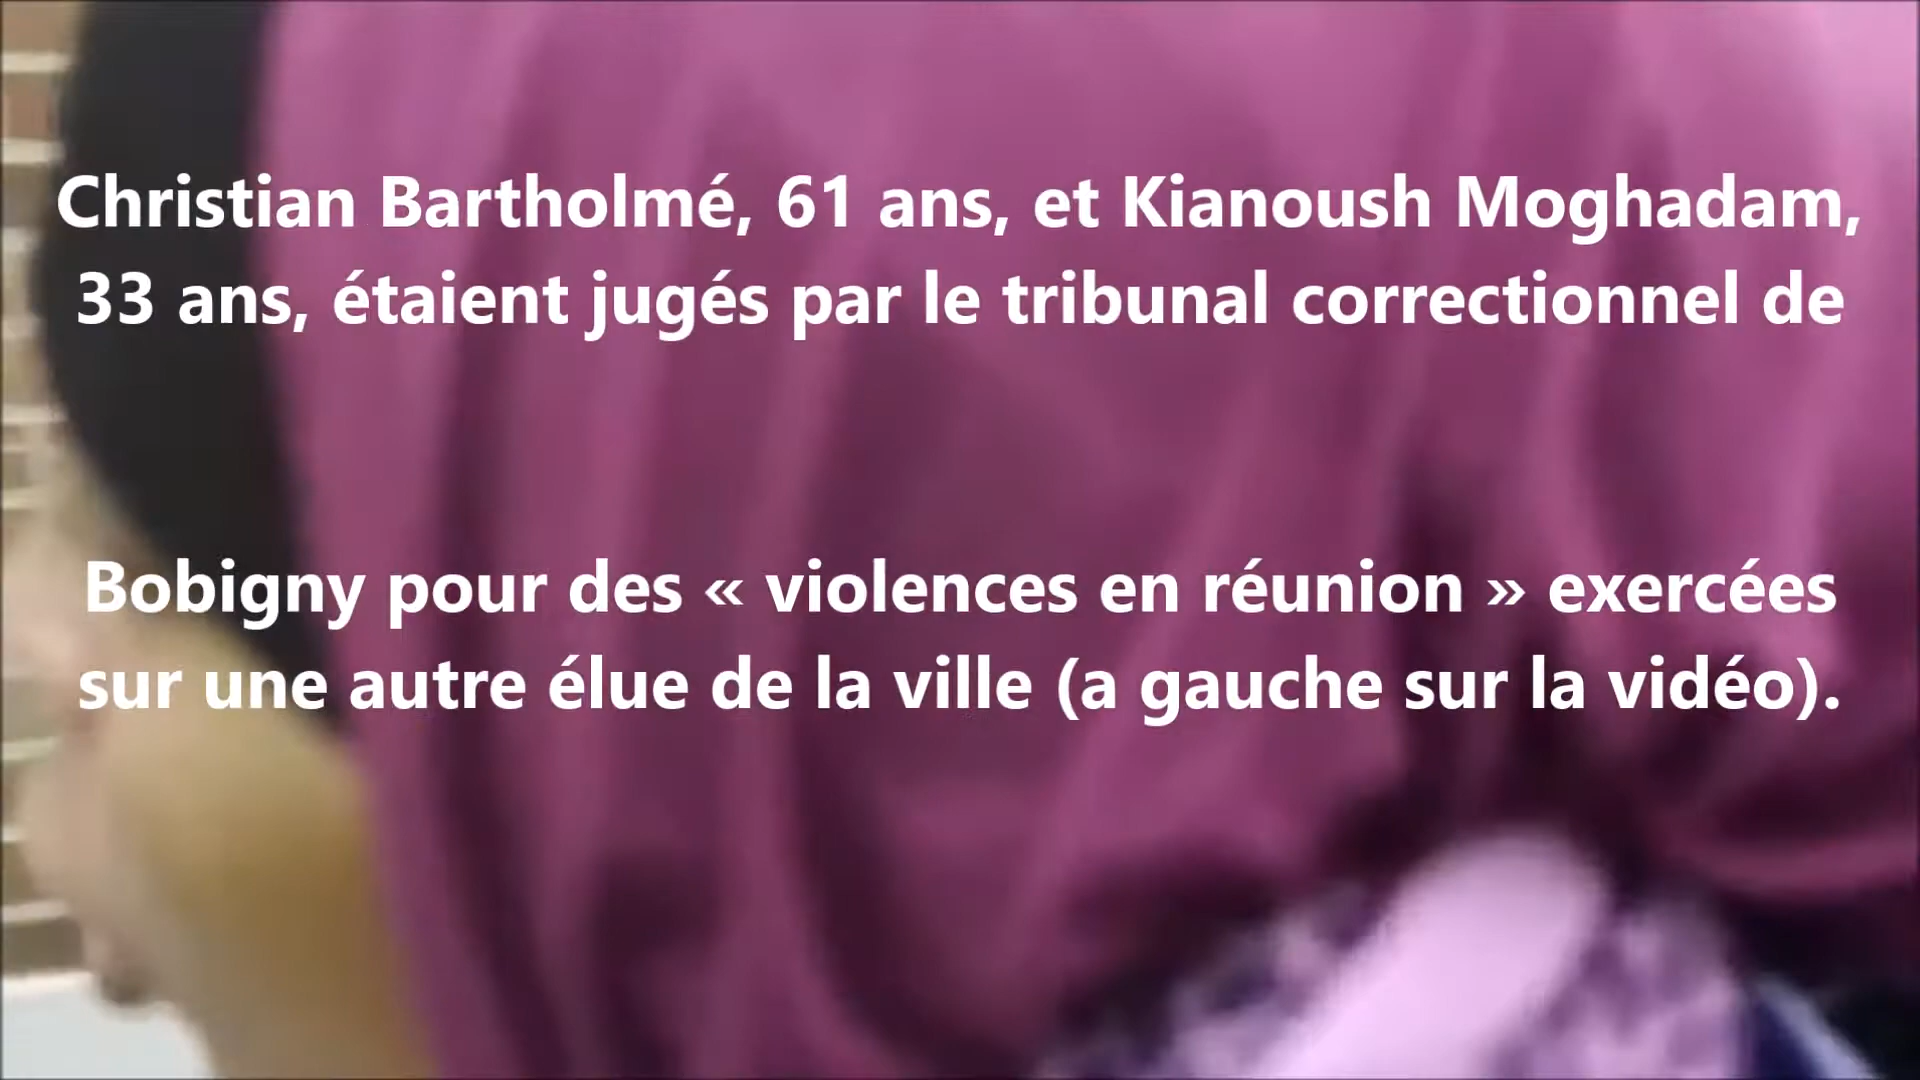 Christian Bartholmé, 61 ans, et Kianoush Moghadam,
33 ans, étaient jugés par le tribunal correctionnel de
Bobigny pour des « violences en réunion » exercées
sur une autre élue de la ville (a gauche sur la vidéo).